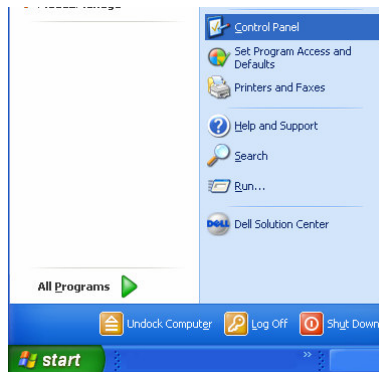 Control Panel
Set Program Access and
Defaults
Printers and Faxes
Help and Support
Search
Run...
DELL Dell Solution Center
All Programs
Undock Computer
Log Off
Shut Down
start
»